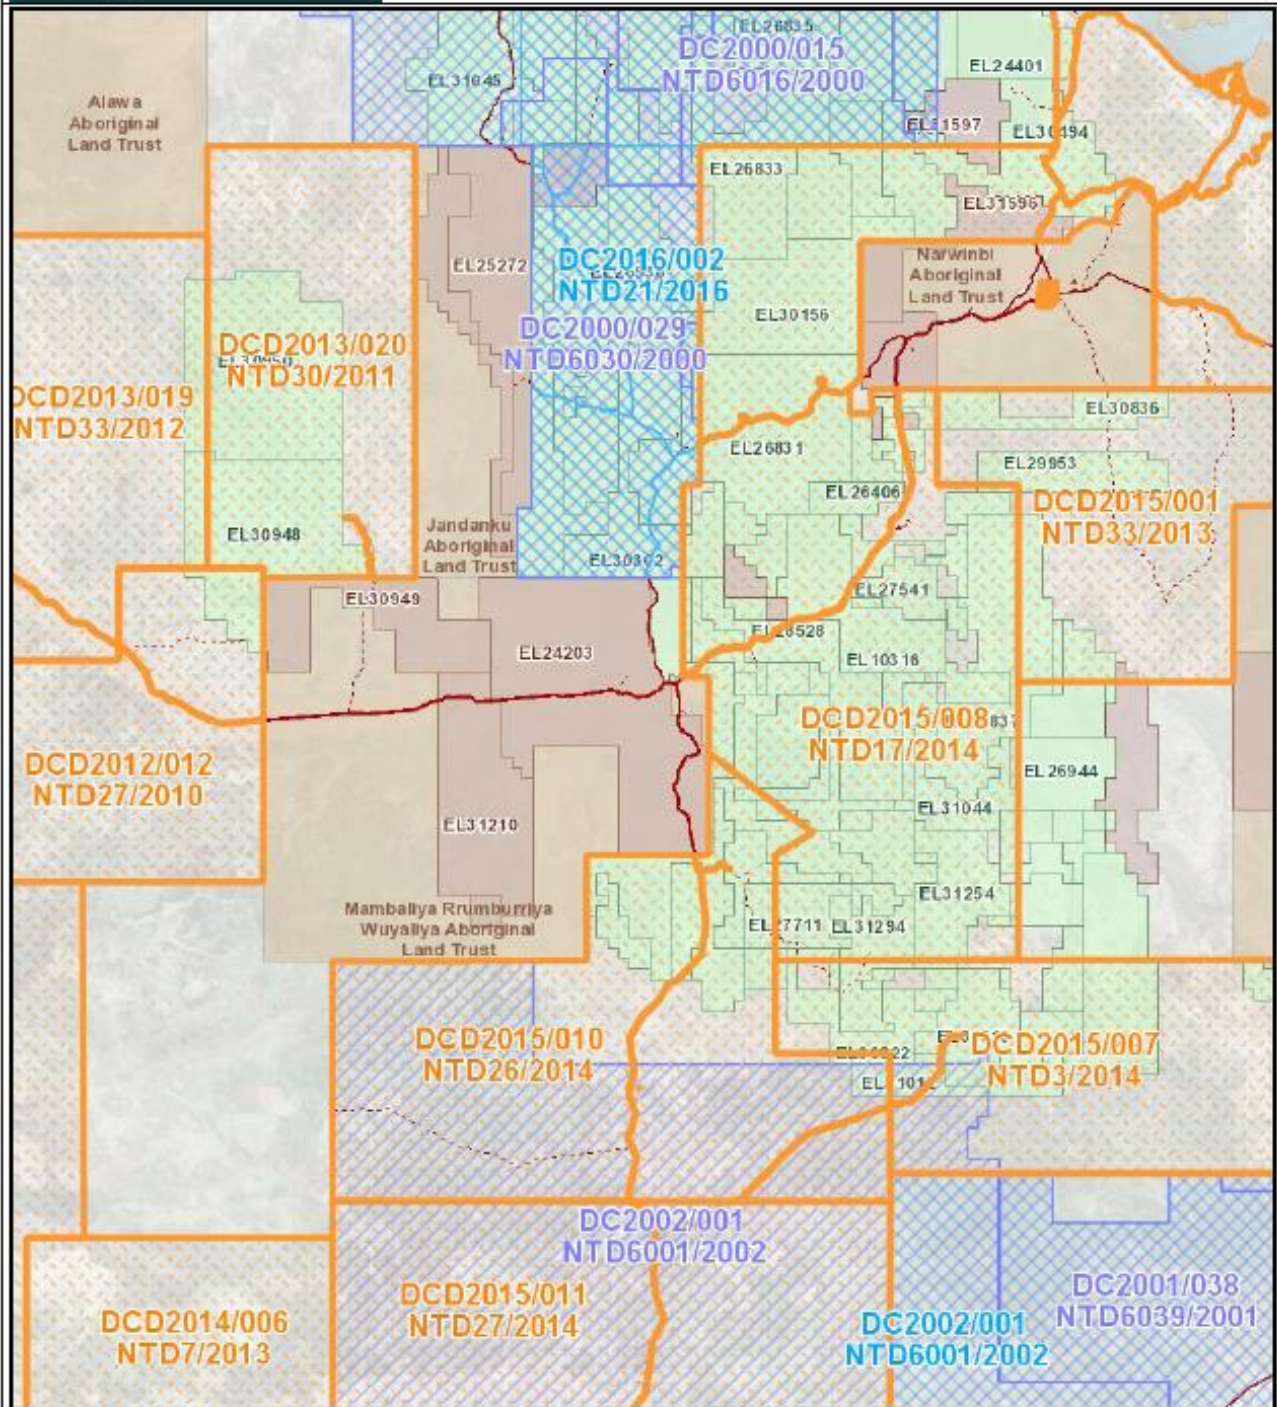 EL26835
DC2000/015
NTD6016/2000
EL31045
EL24401
Alawa
Aboriginal
Land Trust
EL31597
EL30494
EL26833
EL31596
EL25272
DC2016/002
NTD21/2016
Narwinbi
Aboriginal
Land Trust
EL30156
DC2000/029
NTD6030/2000
DCD2013/020
NTD30/2011
DCD2013/019
NTD33/2012
EL30836
EL26831
EL29953
EL26406
DCD2015/001
NTD33/2013
EL30948
Jandanku
Aboriginal
Land Trust
EL30302
EL30949
EL27541
EL28528
EL24203
EL10316
DCD2015/008
NTD17/2014
DCD2012/012
NTD27/2010
EL26944
EL31044
EL31210
EL31254
Mambaliya Rrumburriya
Wuyaliya Aboriginal
Land Trust
EL27711
EL31294
DCD2015/010
NTD26/2014
DCD2015/007
NTD3/2014
DC2002/001
NTD6001/2002
DCD2015/011
NTD27/2014
DC2001/038
NTD6039/2001
DCD2014/006
NTD7/2013
DC2002/001
NTD6001/2002